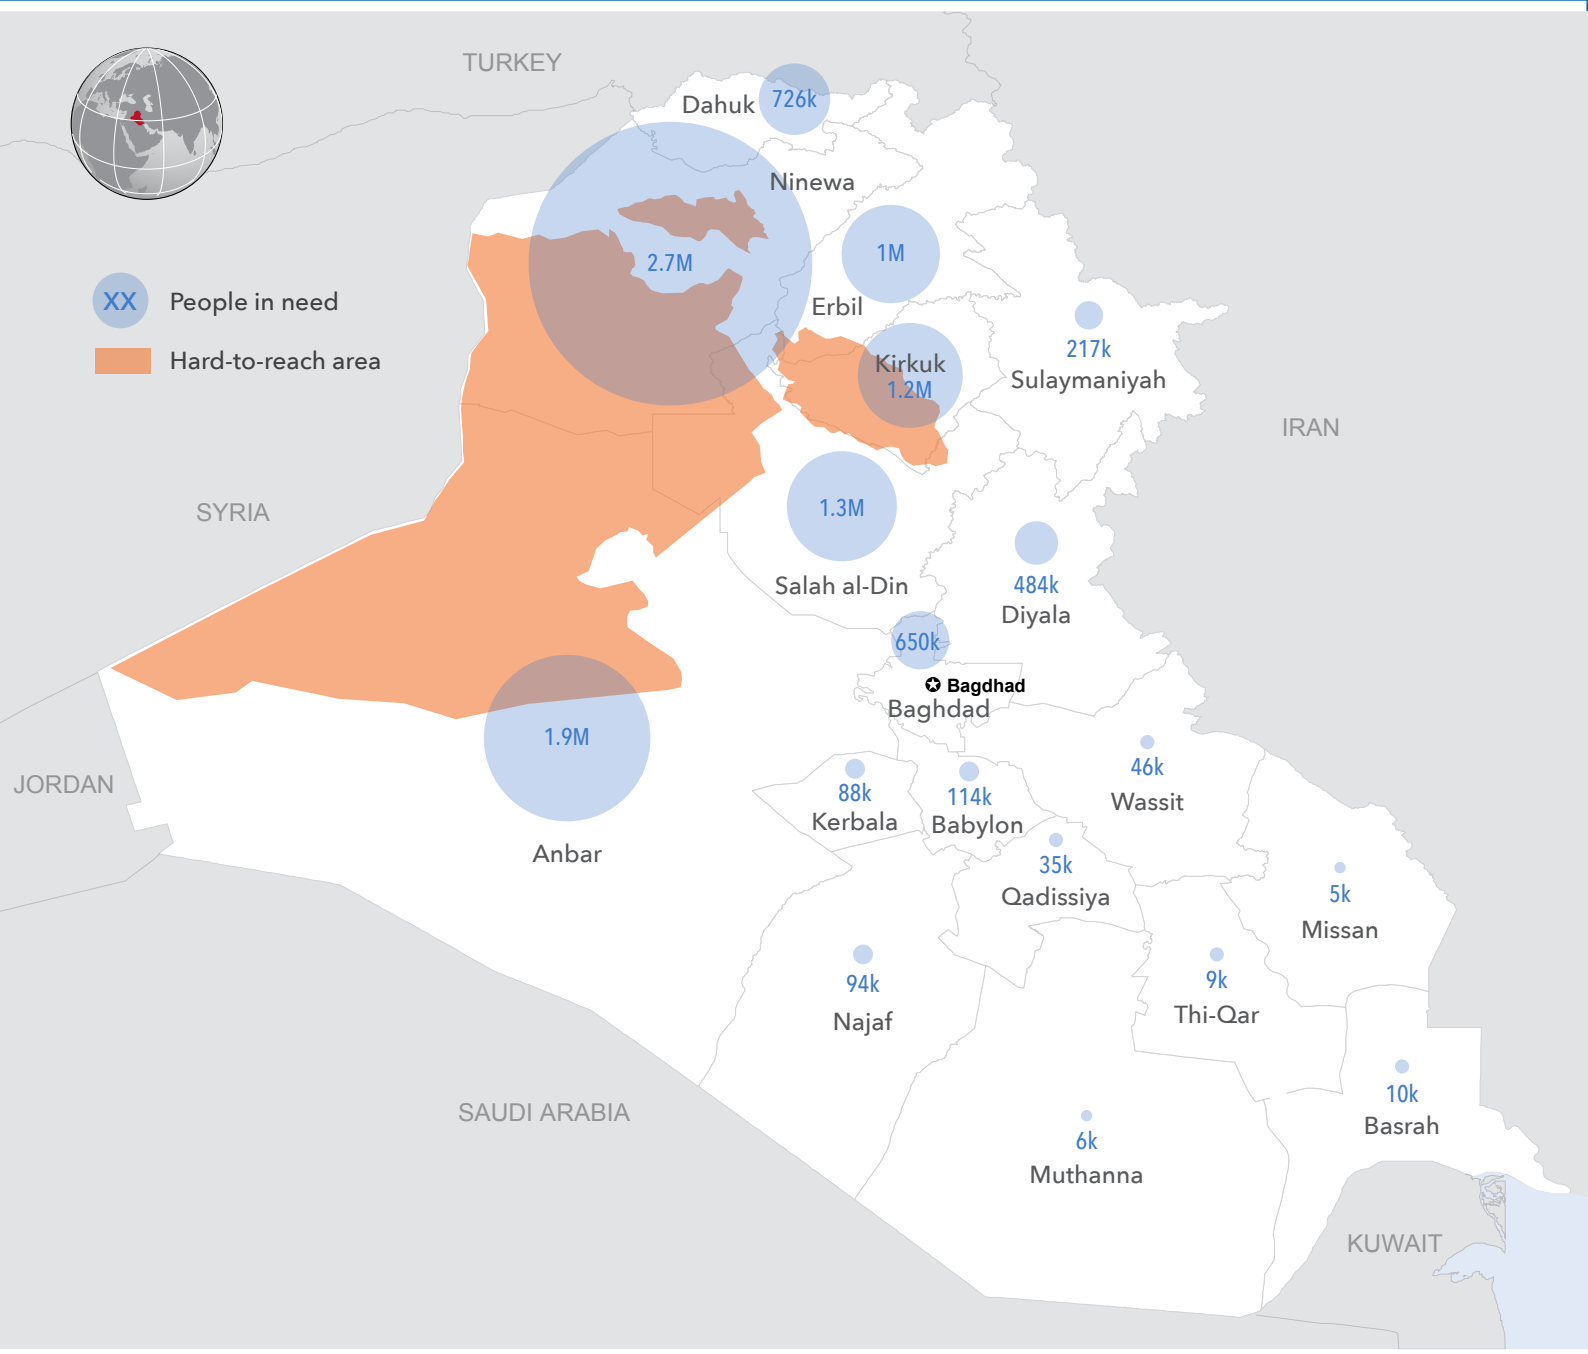 TURKEY
Dahuk
726k
Ninewa
2.7M
1M
Erbil
XX
People in need
Hard-to-reach area
217k
Sulaymaniyah
Kirkuk
1.2M
IRAN
SYRIA
1.3M
Salah al-Din
484k
Diyala
650k
Bagdhad
Baghdad
1.9M
Anbar
JORDAN
88k
Kerbala
114k
Babylon
46k
Wassit
35k
Qadissiya
5k
Missan
94k
Najaf
9k
Thi-Qar
10k
Basrah
SAUDI ARABIA
6k
Muthanna
KUWAIT